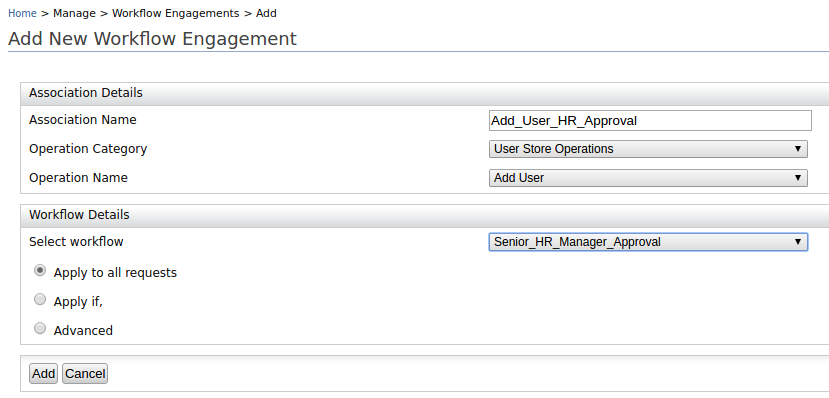 Home > Manage > Workflow Engagements > Add
Add New Workflow Engagement
Association Details
Association Name Add_User_HR_Approval
Operation Category User Store Operations
Operation Name Add User
Workflow Details
Select workflow Senior_HR_Manager_Approval
Apply to all requests
Apply if,
Advanced
Add Cancel